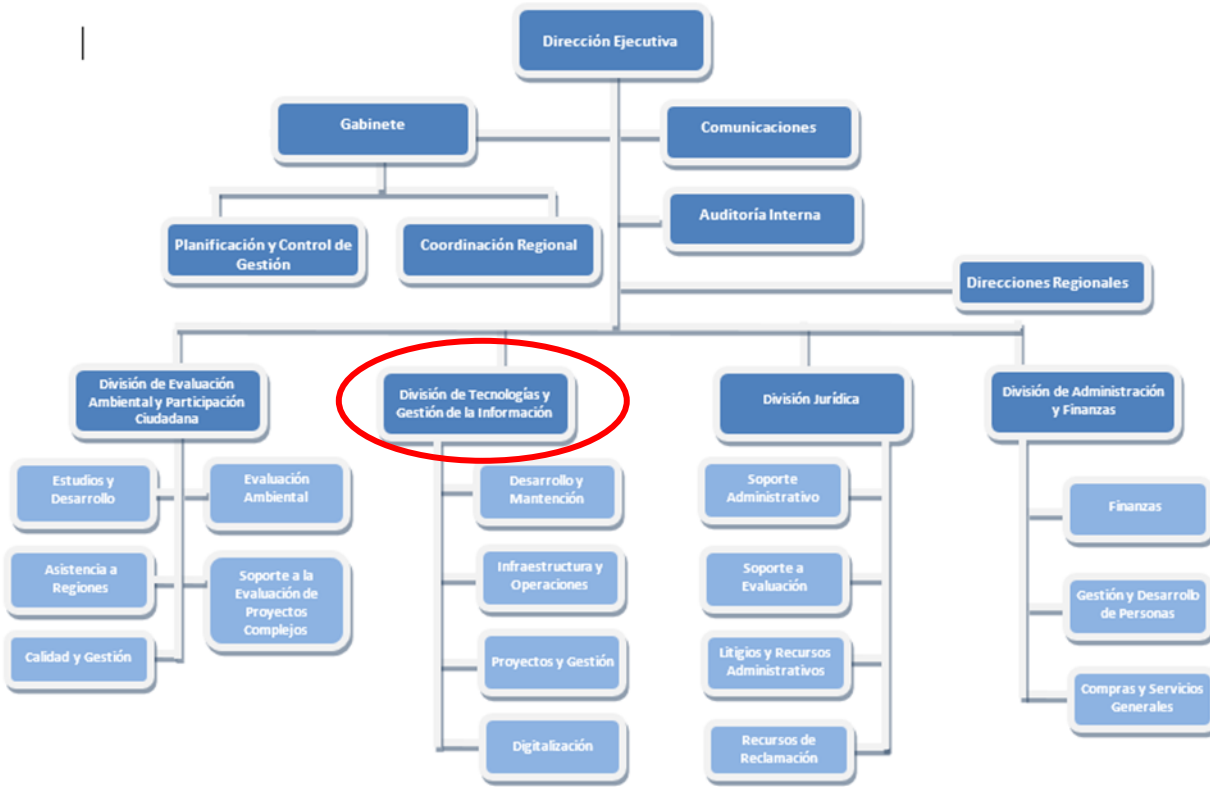 Dirección Ejecutiva
Gabinete
Comunicaciones
Planificación y Control de
Gestión
Coordinación Regional
Auditoría Interna
Direcciones Regionales
División de Evaluación
Ambiental y Participación
Ciudadana
División de Tecnologías y
Gestión de la Información
División Jurídica
División de Administración
y Finanzas
Estudios y
Desarrollo
Evaluación
Ambiental
Asistencia a
Regiones
Soporte a la
Evaluación de
Proyectos
Complejos
Calidad y Gestión
Desarrollo y
Mantención
Infraestructura y
Operaciones
Proyectos y Gestión
Digitalización
Soporte
Administrativo
Soporte a
Evaluación
Litigios y Recursos
Administrativos
Recursos de
Reclamación
Finanzas
Gestión y Desarrollo
de Personas
Compras y Servicios
Generales